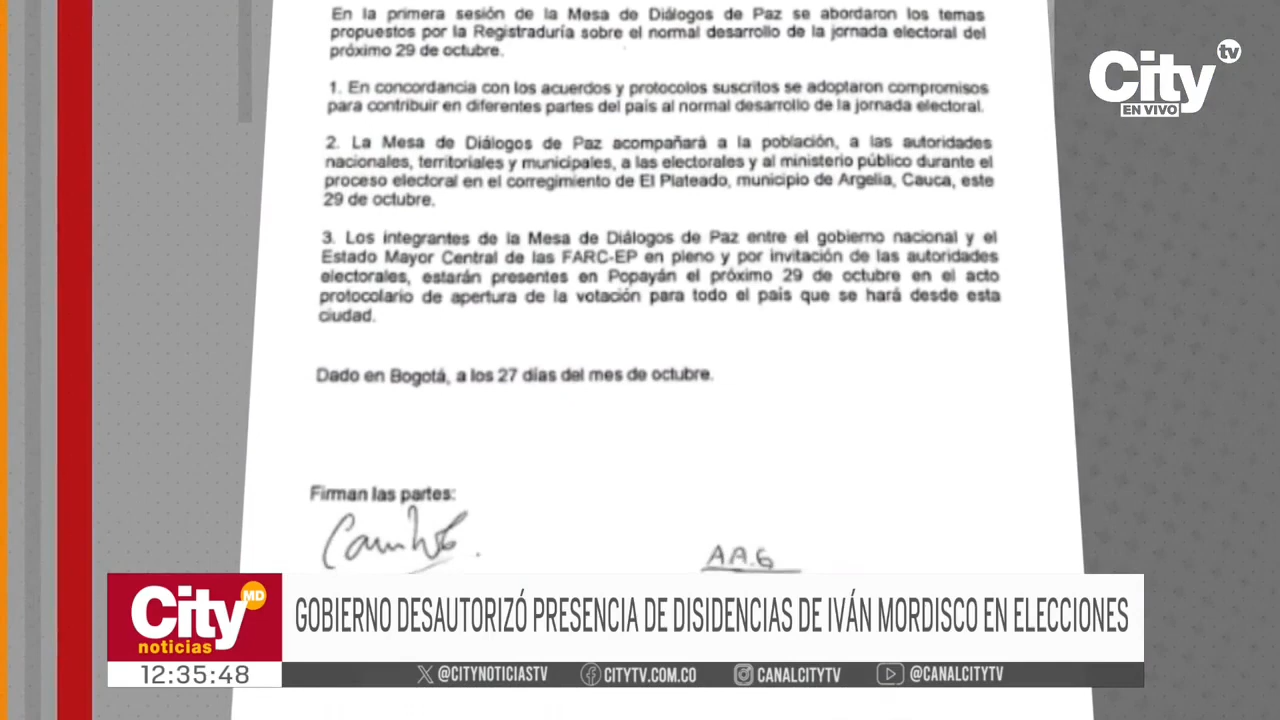 En la primera sesión de la Mesa de Diálogos de Paz se abordaron los temas
propuestos por la Registraduría sobre el normal desarrollo de la jornada electoral del
próximo 29 de octubre.
1. En concordancia con los acuerdos y protocolos suscritos se adoptaron compromisos
para contribuir en diferentes partes del país al normal desarrollo de la jornada electoral.
2. La Mesa de Diálogos de Paz acompañará a la población, a las autoridades
nacionales, territoriales y municipales, a las electorales y al ministerio público durante el
proceso electoral en el corregimiento de El Plateado, municipio de Argelia, Cauca, este
29 de octubre.
3. Los integrantes de la Mesa de Diálogos de Paz entre el gobierno nacional y el
Estado Mayor Central de las FARC-EP en pleno y por invitación de las autoridades
electorales, estarán presentes en Popayán el próximo 29 de octubre en el acto
protocolario de apertura de la votación para todo el país que se hará desde esta
ciudad.
Dado en Bogotá, a los 27 días del mes de octubre.
Firman las partes:
AA.G
City tv
EN VIVO
City MD
noticias
12:35:48
GOBIERNO DESAUTORIZÓ PRESENCIA DE DISIDENCIAS DE IVÁN MORDISCO EN ELECCIONES
@CITYNOTICIASTV CITYTV.COM.CO CANALCITYTV @CANALCITYTV